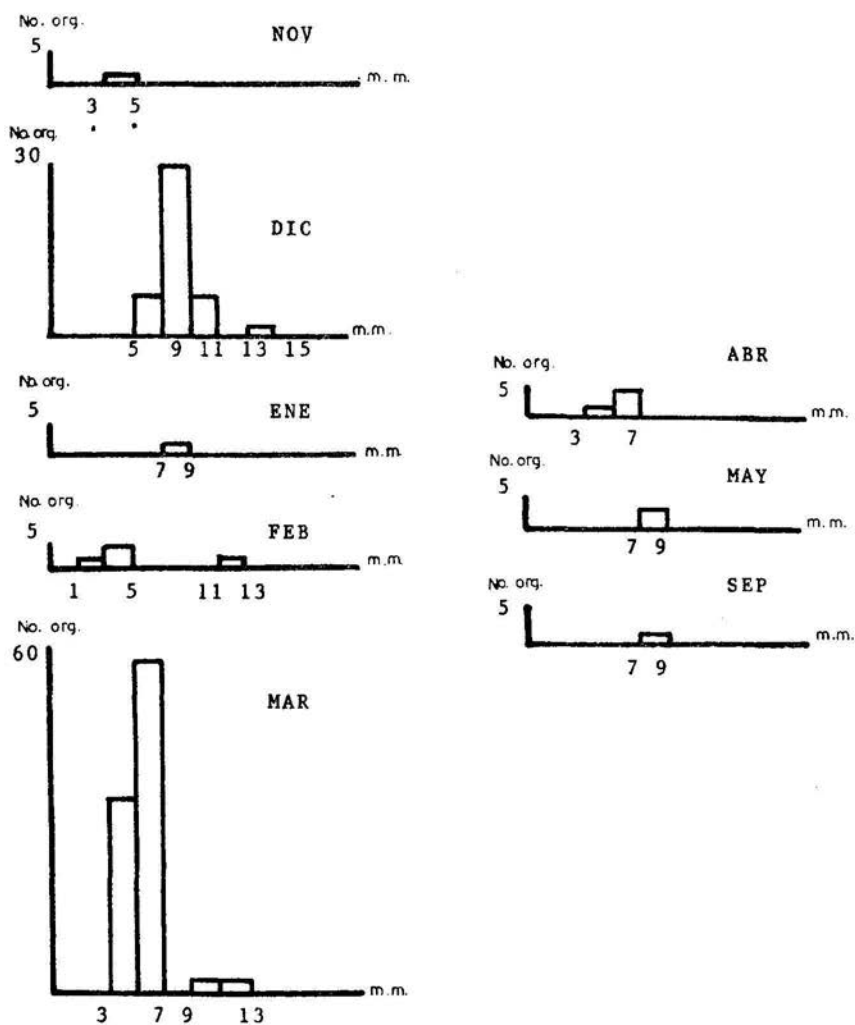 No. org.
NOV
5
m.m.
3 5
No. org.
30
DIC
m.m.
5 9 11 13 15
No. org.
ENE
5
m.m.
7 9
No. org.
FEB
5
m.m.
1 5 11 13
No. org.
60
MAR
m.m.
3 7 9 13
ABR
No. org.
5
m.m.
3 7
No. org.
MAY
5
m.m.
7 9
No. org.
SEP
5
m.m.
7 9